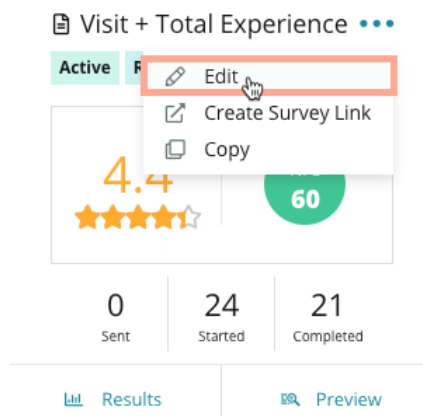 Visit + Total Experience
Active
Edit
Create Survey Link
Copy
4.4
60
0 24 21
Sent Started Completed
Results Preview